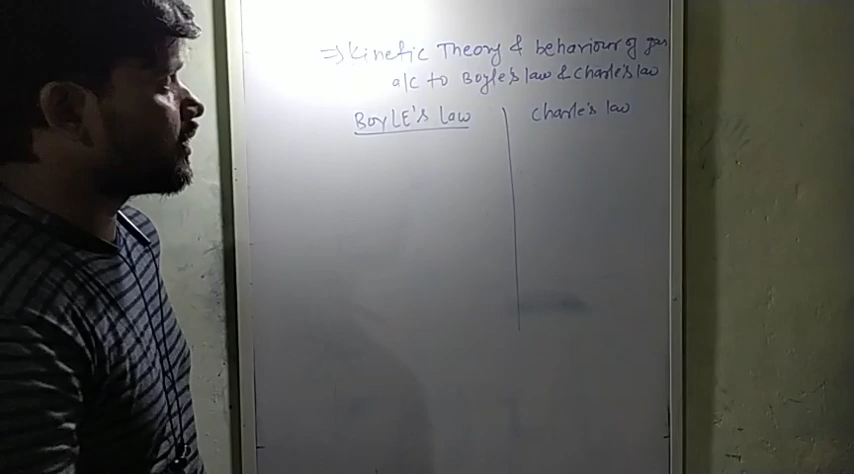 ⇒ Kinetic Theory & behaviour of gas
a/c to Boyle's law & Charle's law
BoyLE's Law
Charle's law